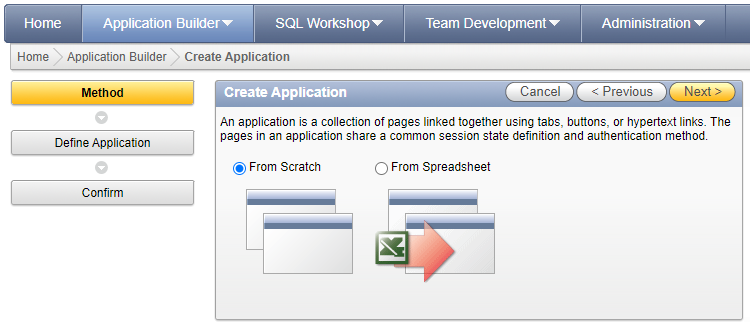 Home Application Builder SQL Workshop Team Development Administration
Home Application Builder Create Application
Method
Define Application
Confirm
Create Application Cancel < Previous Next >
An application is a collection of pages linked together using tabs, buttons, or hypertext links. The
pages in an application share a common session state definition and authentication method.
From Scratch From Spreadsheet